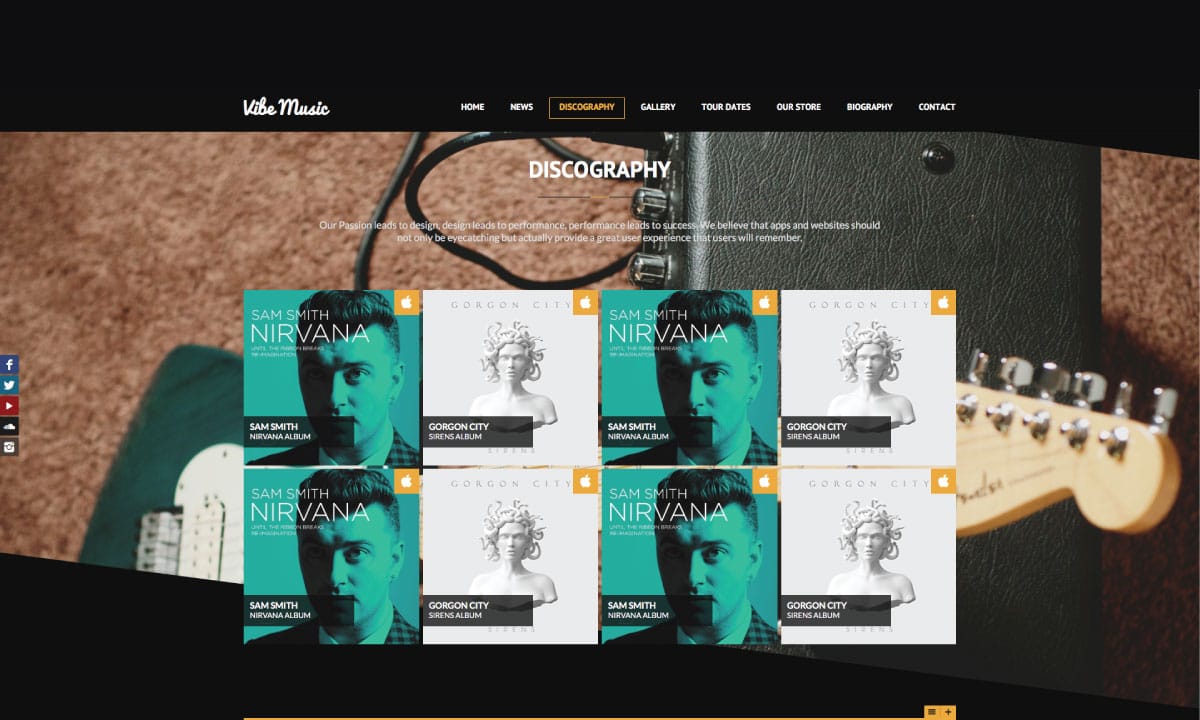 Vibe Music
HOME NEWS DISCOGRAPHY GALLERY TOUR DATES OUR STORE BIOGRAPHY CONTACT
DISCOGRAPHY
Our Passion leads to design, design leads to performance, performance leads to success. We believe that apps and websites should
not only be eyecatching but actually provide a great user experience that users will remember.
SAM SMITH
NIRVANA
UNTIL THE RIBBON BREAKS
RE-IMAGINATION
SAM SMITH
NIRVANA ALBUM
GORGON CITY
GORGON CITY
SIRENS ALBUM
SIRENS
SAM SMITH
NIRVANA
UNTIL THE RIBBON BREAKS
RE-IMAGINATION
SAM SMITH
NIRVANA ALBUM
GORGON CITY
GORGON CITY
SIRENS ALBUM
SIRENS
SAM SMITH
NIRVANA
UNTIL THE RIBBON BREAKS
RE-IMAGINATION
SAM SMITH
NIRVANA ALBUM
GORGON CITY
GORGON CITY
SIRENS ALBUM
SIRENS
SAM SMITH
NIRVANA
UNTIL THE RIBBON BREAKS
RE-IMAGINATION
SAM SMITH
NIRVANA ALBUM
GORGON CITY
GORGON CITY
SIRENS ALBUM
SIRENS